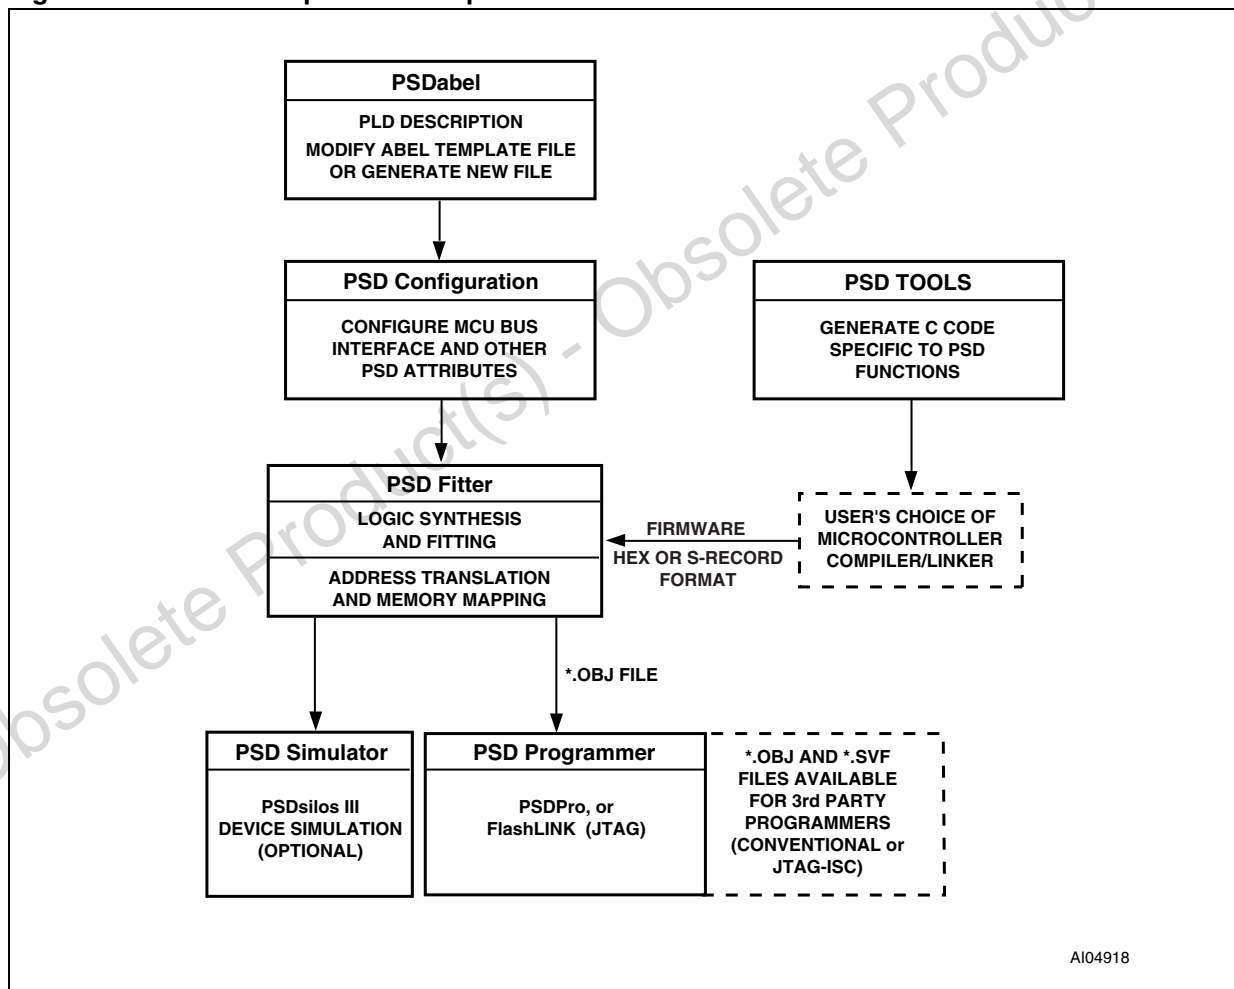 PSDabel
PLD DESCRIPTION
MODIFY ABEL TEMPLATE FILE
OR GENERATE NEW FILE
PSD Configuration
CONFIGURE MCU BUS
INTERFACE AND OTHER
PSD ATTRIBUTES
PSD TOOLS
GENERATE C CODE
SPECIFIC TO PSD
FUNCTIONS
PSD Fitter
LOGIC SYNTHESIS
AND FITTING
ADDRESS TRANSLATION
AND MEMORY MAPPING
FIRMWARE
HEX OR S-RECORD
FORMAT
USER'S CHOICE OF
MICROCONTROLLER
COMPILER/LINKER
*.OBJ FILE
PSD Simulator
PSDsilos III
DEVICE SIMULATION
(OPTIONAL)
PSD Programmer
PSDPro, or
FlashLINK (JTAG)
*.OBJ AND *.SVF
FILES AVAILABLE
FOR 3rd PARTY
PROGRAMMERS
(CONVENTIONAL or
JTAG-ISC)
AI04918
Obsolete Product(s) - Obsolete Produc